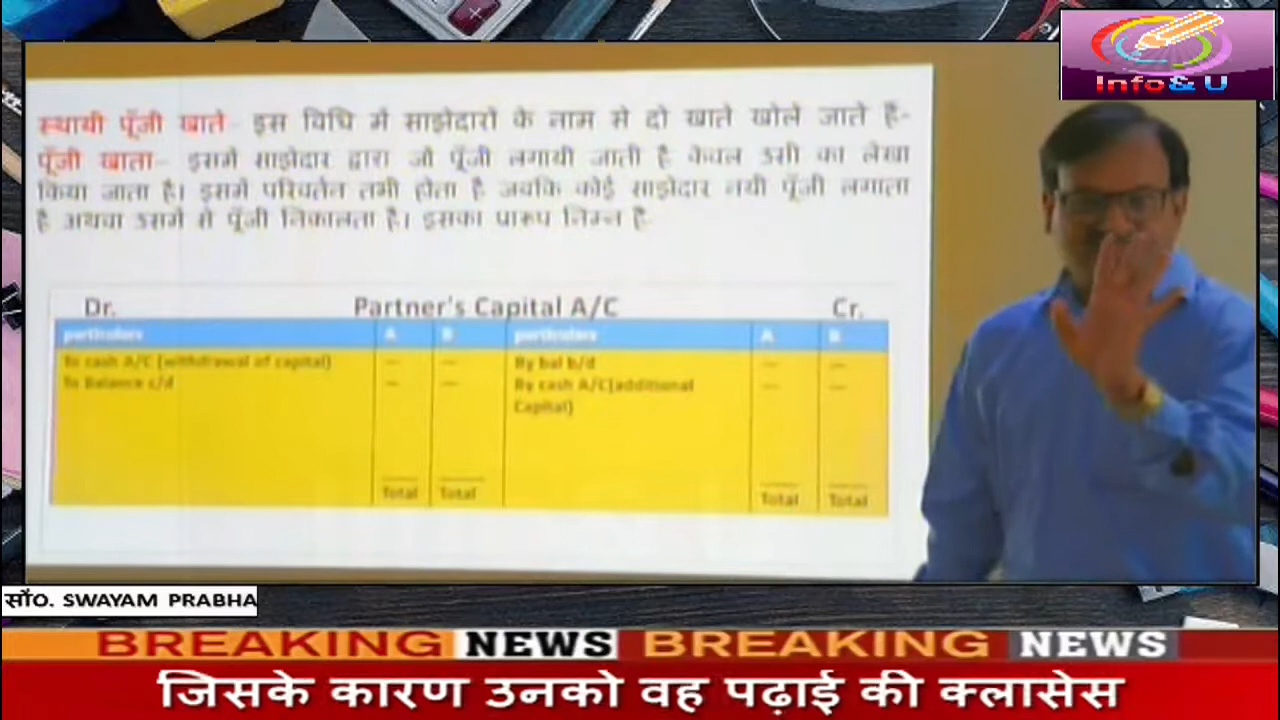 Info& U
स्थायी पूँजी खाते- इस विधि में साझेदारों के नाम से दो खाते खोले जाते हैं-
पूँजी खाता- इसमें साझेदार द्वारा जो पूँजी लगायी जाती है केवल उसी का लेखा
किया जाता है। इसमें परिवर्तन तभी होता है जबकि कोई साझेदार नयी पूँजी लगाता
है अथवा उसमें से पूँजी निकालता है। इसका प्रारूप निम्न है-
Dr. Partner's Capital A/C Cr.
particulars A B particulars A B
To cash A/C (withdrawal of capital) — — By bal b/d — —
To Balance c/d — — By cash A/C(additional — —
Capital)
Total Total Total Total
सौO. SWAYAM PRABHA
BREAKING NEWS BREAKING NEWS
जिसके कारण उनको वह पढ़ाई की क्लासेस